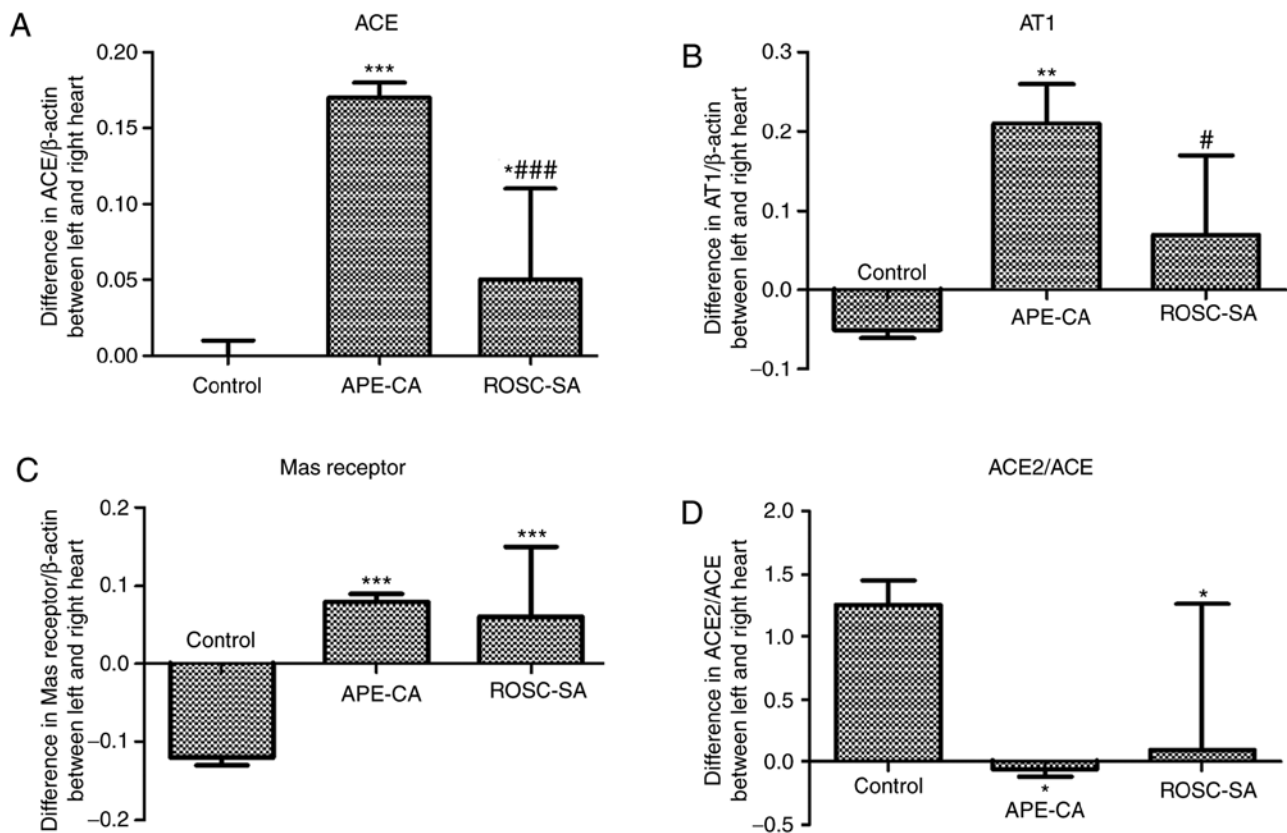 A
ACE
Difference in ACE/β-actin
between left and right heart
0.20
0.15
0.10
0.05
0.00
***
*###
Control
APE-CA
ROSC-SA
B
AT1
Difference in AT1/β-actin
between left and right heart
0.3
0.2
0.1
0.0
−0.1
**
#
Control
APE-CA
ROSC-SA
C
Mas receptor
Difference in Mas receptor/β-actin
between left and right heart
0.2
0.1
0.0
−0.1
−0.2
***
***
Control
APE-CA
ROSC-SA
D
ACE2/ACE
Difference in ACE2/ACE
between left and right heart
2.0
1.5
1.0
0.5
0.0
−0.5
*
Control
*
APE-CA
ROSC-SA